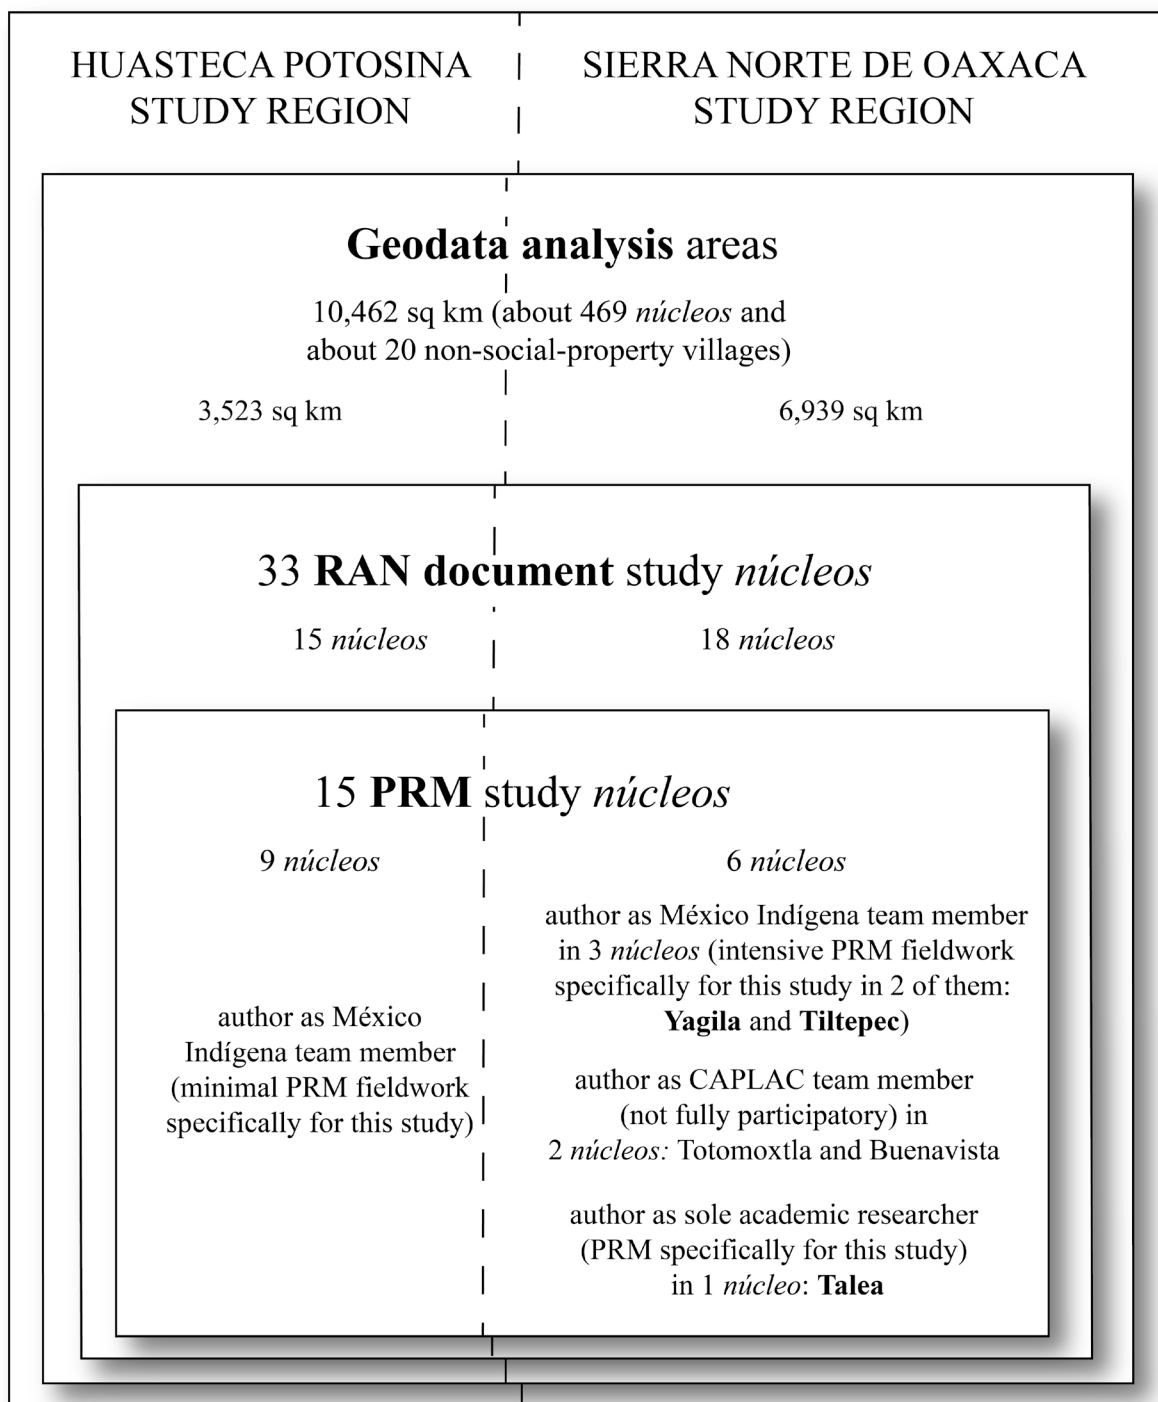 HUASTECA POTOSINA
STUDY REGION
SIERRA NORTE DE OAXACA
STUDY REGION
Geodata analysis areas
10,462 sq km (about 469 núcleos and
about 20 non-social-property villages)
3,523 sq km
6,939 sq km
33 RAN document study núcleos
15 núcleos
18 núcleos
15 PRM study núcleos
9 núcleos
author as México
Indígena team member
(minimal PRM fieldwork
specifically for this study)
6 núcleos
author as México Indígena team member
in 3 núcleos (intensive PRM fieldwork
specifically for this study in 2 of them:
Yagila and Tiltepec)
author as CAPLAC team member
(not fully participatory) in
2 núcleos: Totomoxtla and Buenavista
author as sole academic researcher
(PRM specifically for this study)
in 1 núcleo: Talea